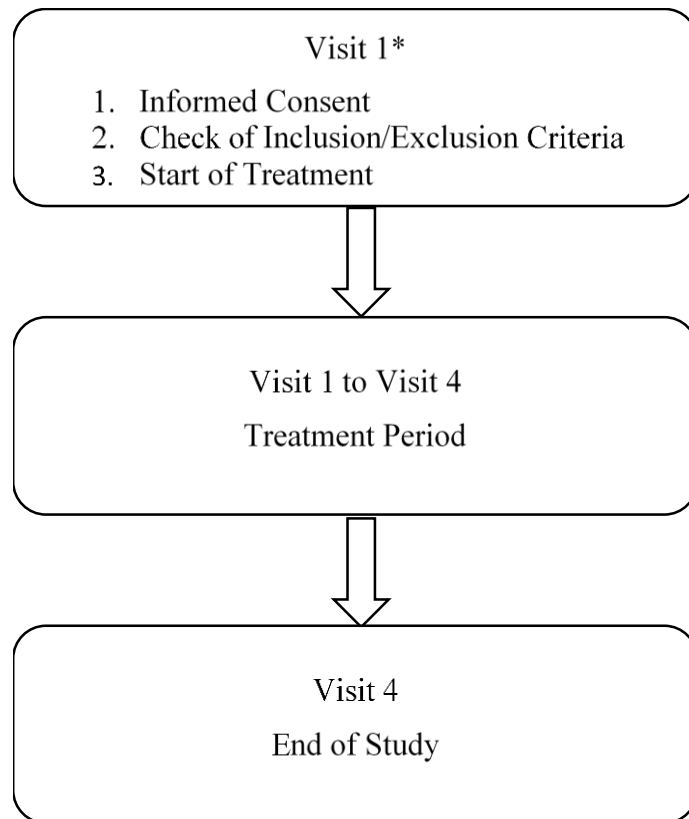 Visit 1*
1. Informed Consent
2. Check of Inclusion/Exclusion Criteria
3. Start of Treatment
Visit 1 to Visit 4
Treatment Period
Visit 4
End of Study